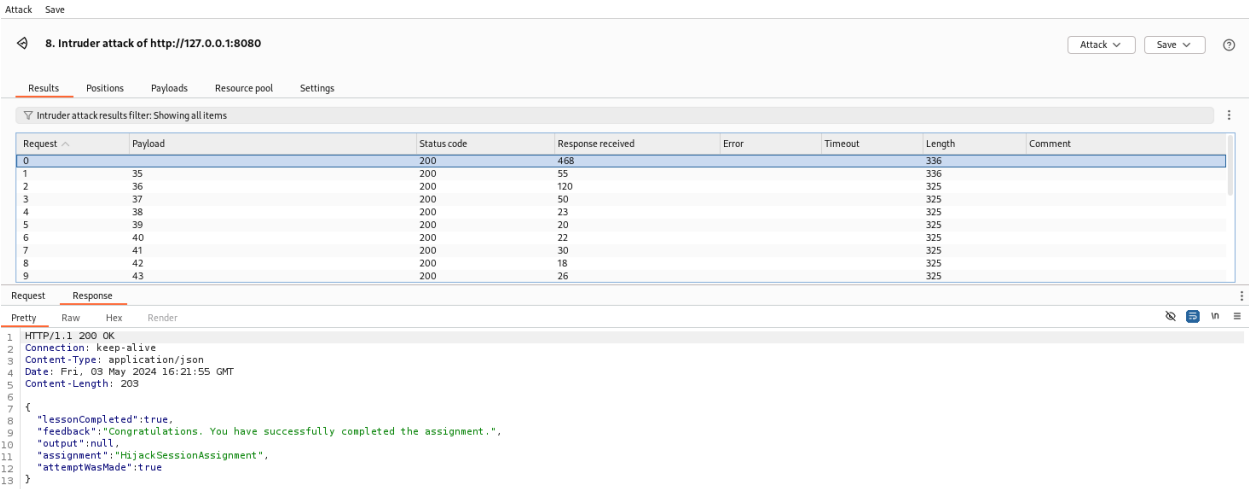 Attack Save
8. Intruder attack of http://127.0.0.1:8080
Attack Save
Results Positions Payloads Resource pool Settings
Intruder attack results filter: Showing all items
Request Payload Status code Response received Error Timeout Length Comment
0 200 468 336
1 35 200 55 336
2 36 200 120 325
3 37 200 50 325
4 38 200 23 325
5 39 200 20 325
6 40 200 22 325
7 41 200 30 325
8 42 200 18 325
9 43 200 26 325
Request Response
Pretty Raw Hex Render \n
1 HTTP/1.1 200 OK
2 Connection: keep-alive
3 Content-Type: application/json
4 Date: Fri, 03 May 2024 16:21:55 GMT
5 Content-Length: 203
6
7 {
8 "lessonCompleted":true,
9 "feedback":"Congratulations. You have successfully completed the assignment.",
10 "output":null,
11 "assignment":"HijackSessionAssignment",
12 "attemptWasMade":true
13 }